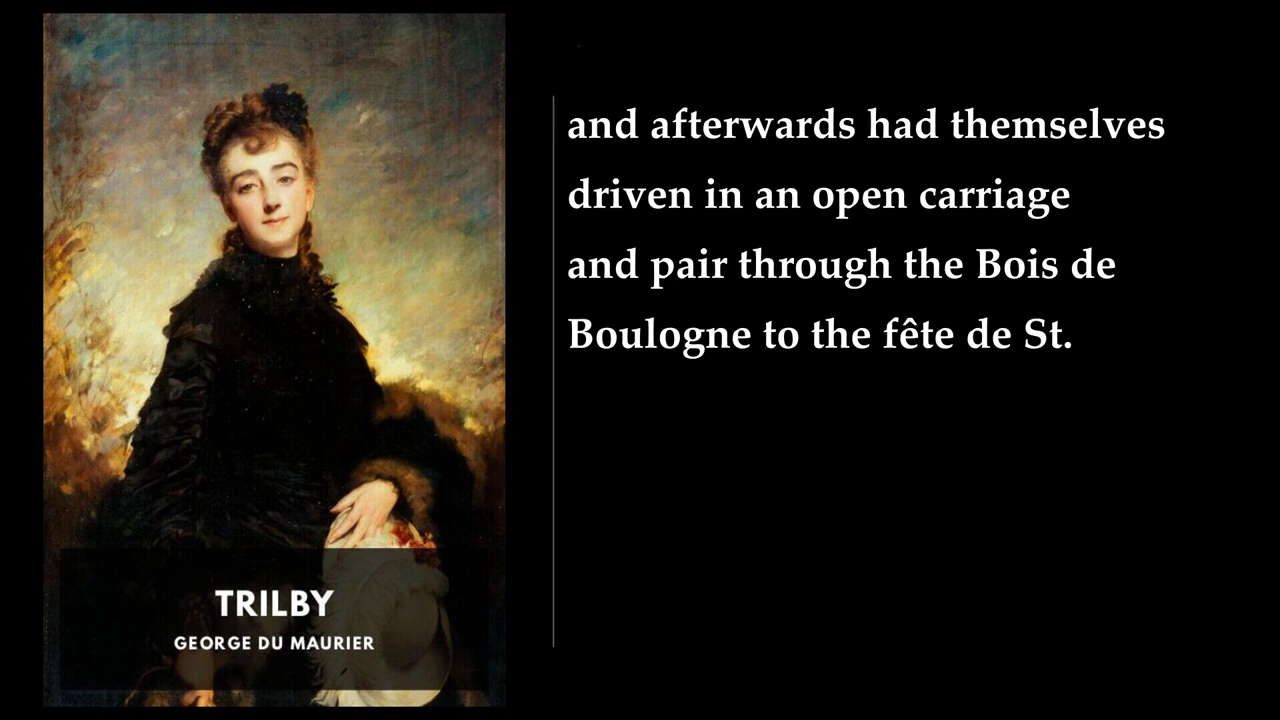 TRILBY
GEORGE DU MAURIER
and afterwards had themselves
driven in an open carriage
and pair through the Bois de
Boulogne to the fête de St.